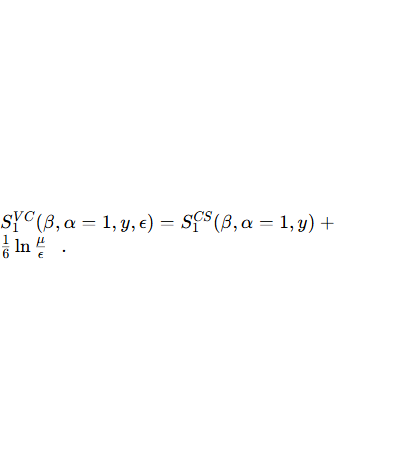 $S_1^{VC}(\beta, \alpha = 1, y, \epsilon) = S_1^{CS}(\beta, \alpha = 1, y) +$
$\frac{1}{6} \ln \frac{\mu}{\epsilon}$ .